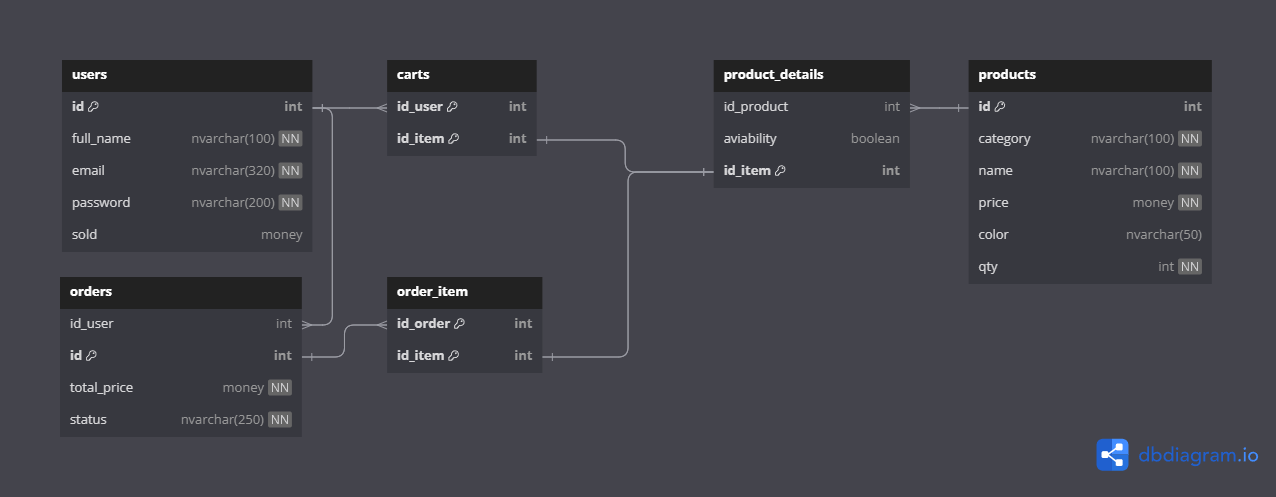 users
id int
full_name nvarchar(100) NN
email nvarchar(320) NN
password nvarchar(200) NN
sold money
carts
id_user int
id_item int
product_details
id_product int
aviability boolean
id_item int
products
id int
category nvarchar(100) NN
name nvarchar(100) NN
price money NN
color nvarchar(50)
qty int NN
orders
id_user int
id int
total_price money NN
status nvarchar(250) NN
order_item
id_order int
id_item int
dbdiagram.io